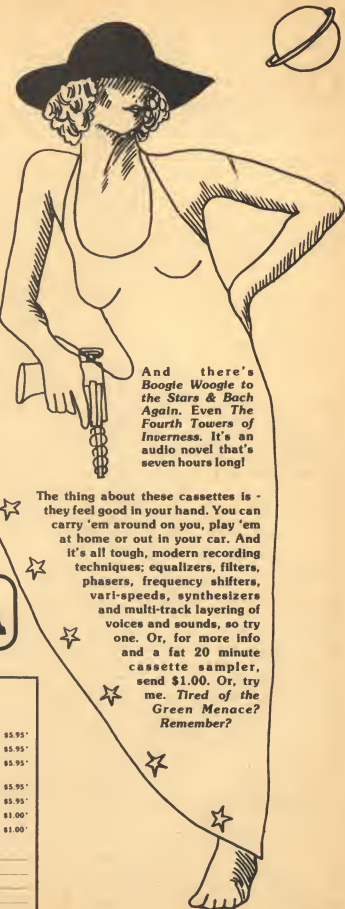 And there's
Boogie Woogie to
the Stars & Bach
Again. Even The
Fourth Towers of
Inverness. It's an
audio novel that's
seven hours long!
The thing about these cassettes is -
they feel good in your hand. You can
carry 'em around on you, play 'em
at home or out in your car. And
it's all tough, modern recording
techniques; equalizers, filters,
phasers, frequency shifters,
vari-speeds, synthesizers
and multi-track layering of
voices and sounds, so try
one. Or, for more info
and a fat 20 minute
cassette sampler,
send $1.00. Or, try
me. Tired of the
Green Menace?
Remember?
$5.95*
$5.95*
$5.95*
$5.95*
$5.95*
$1.00*
$1.00*